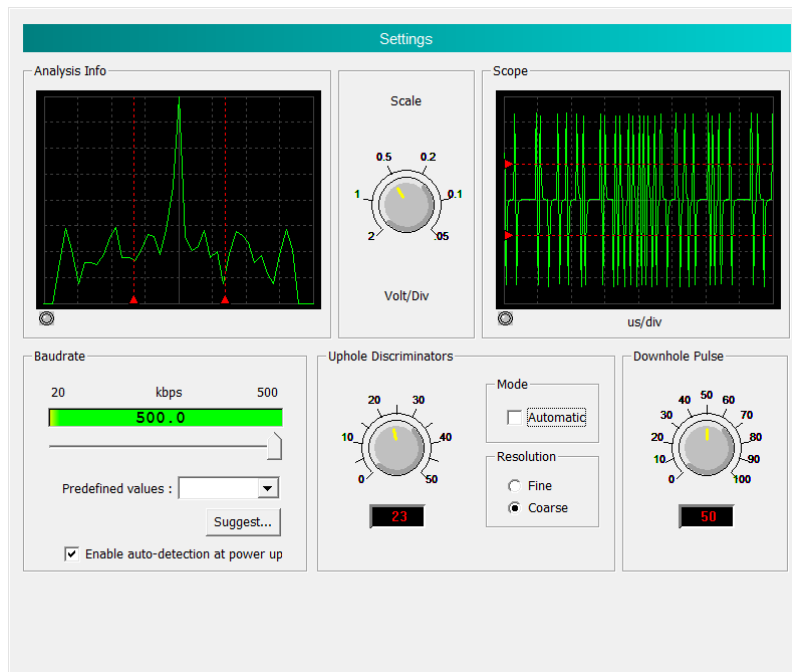 Settings
Analysis Info
Scale
0.5 0.2
1 0.1
2 .05
Volt/Div
Scope
us/div
Baudrate
20 kbps 500
500.0
Predefined values :
Suggest...
Enable auto-detection at power up
Uphole Discriminators
20 30
10 40
0 50
23
Mode
Automatic
Resolution
Fine
Coarse
Downhole Pulse
40 50 60
30 70
20 80
10 90
0 100
50